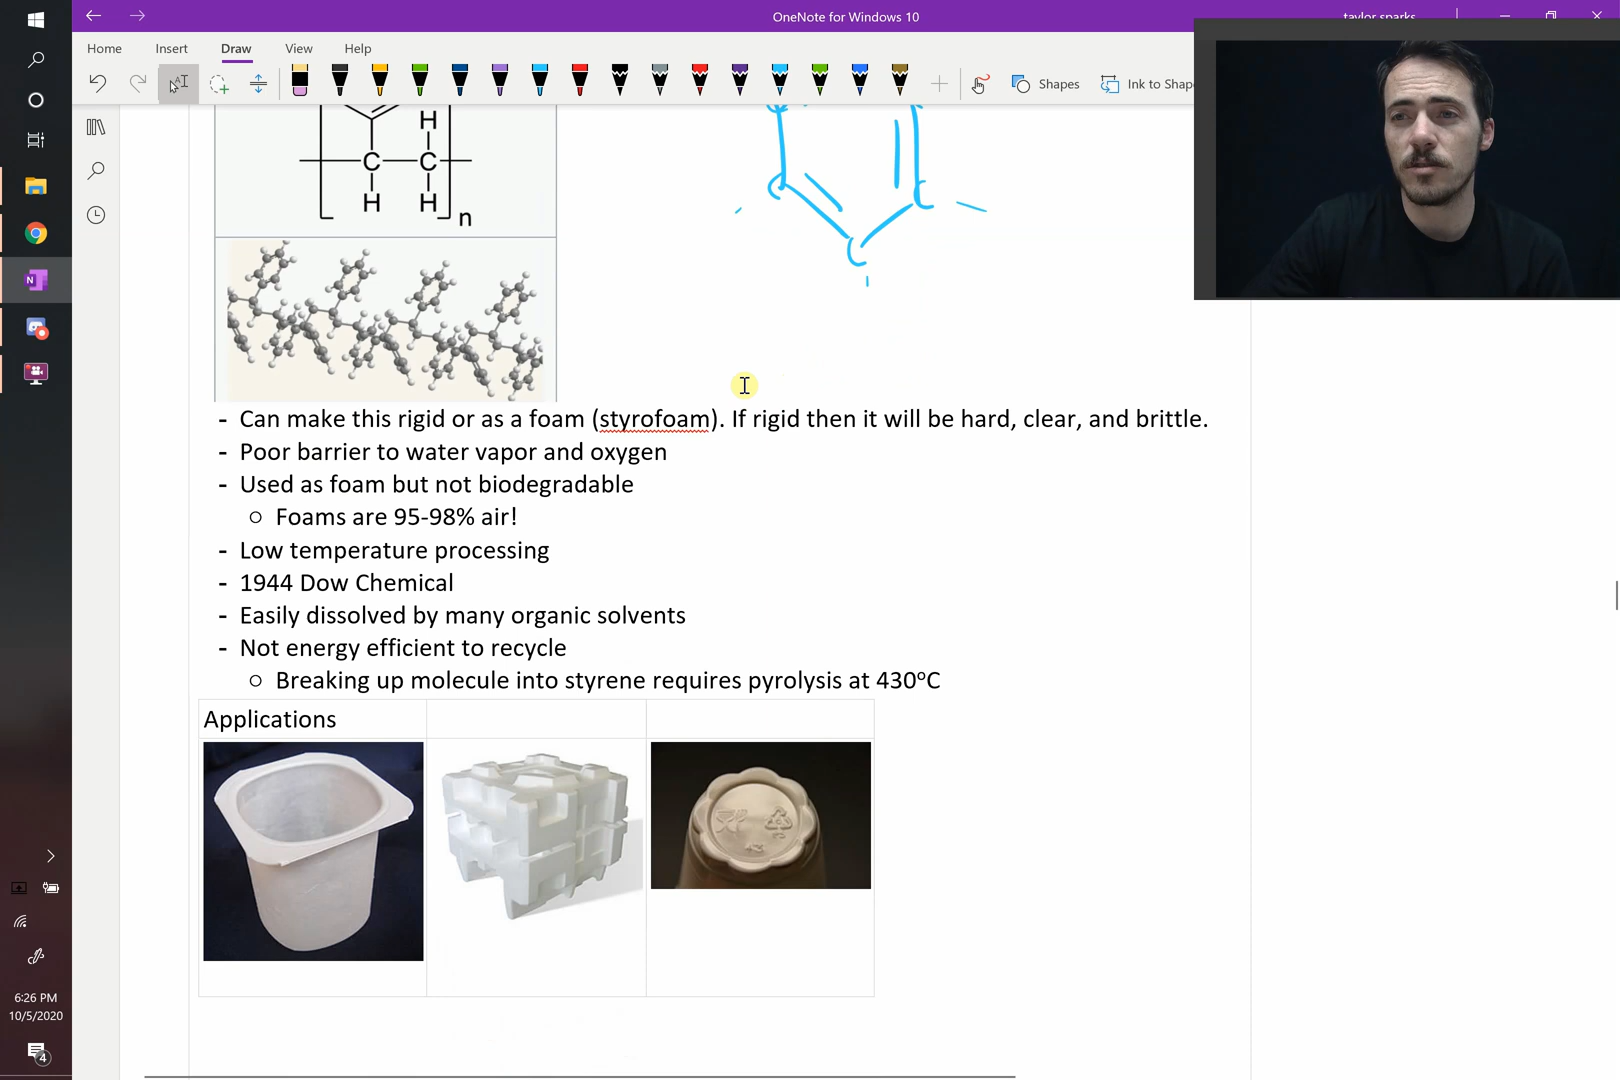 OneNote for Windows 10
taylor sparks
Home Insert Draw View Help
Shapes
Ink to Shap
H
C C
H H
n
C
C C
- Can make this rigid or as a foam (styrofoam). If rigid then it will be hard, clear, and brittle.
- Poor barrier to water vapor and oxygen
- Used as foam but not biodegradable
○ Foams are 95-98% air!
- Low temperature processing
- 1944 Dow Chemical
- Easily dissolved by many organic solvents
- Not energy efficient to recycle
○ Breaking up molecule into styrene requires pyrolysis at 430°C
Applications
6:26 PM
10/5/2020
4